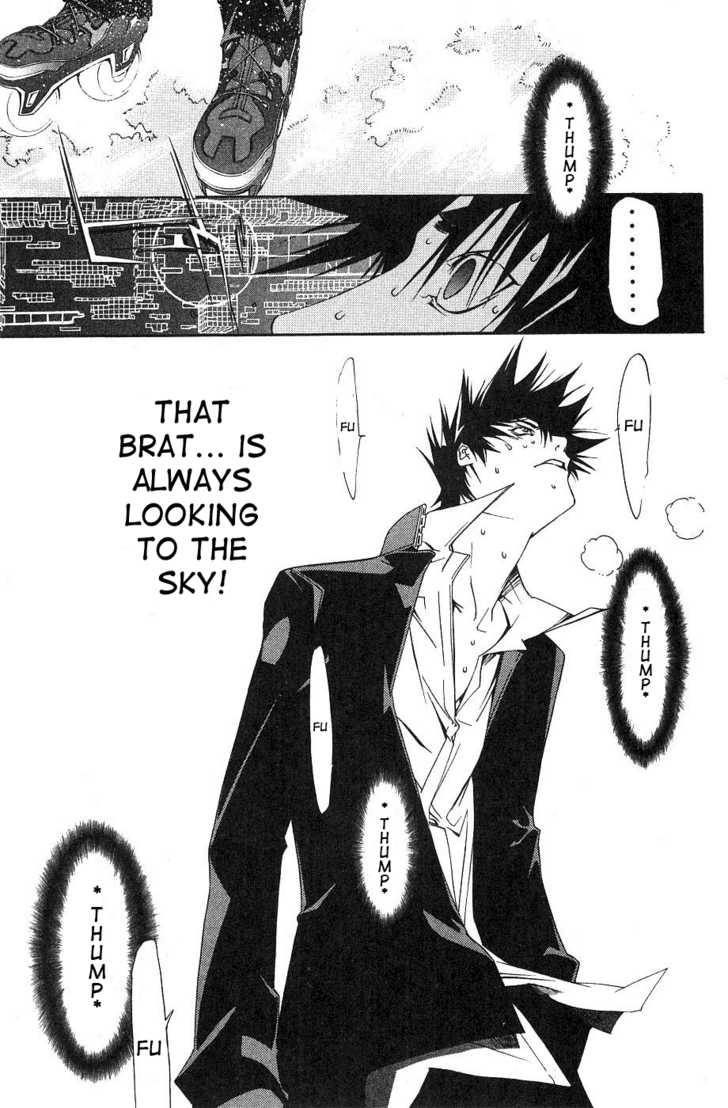 * THUMP *
.........
THAT
BRAT... IS
ALWAYS
LOOKING
TO THE
SKY!
FU
FU
* THUMP *
FU
* THUMP *
* THUMP *
FU